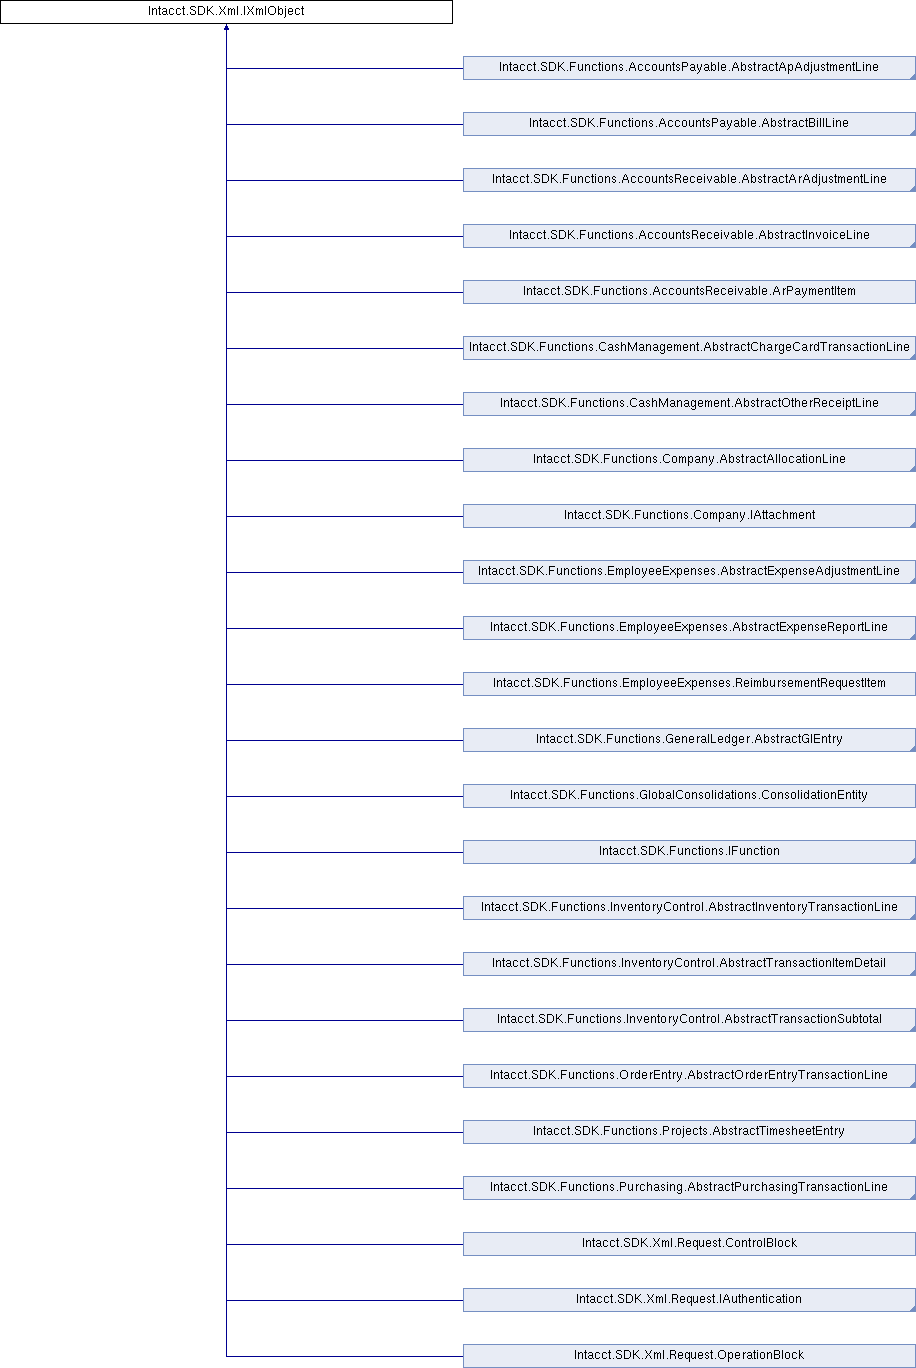 Intacct.SDK.Xml.IXmlObject
Intacct.SDK.Functions.AccountsPayable.AbstractApAdjustmentLine
Intacct.SDK.Functions.AccountsPayable.AbstractBillLine
Intacct.SDK.Functions.AccountsReceivable.AbstractArAdjustmentLine
Intacct.SDK.Functions.AccountsReceivable.AbstractInvoiceLine
Intacct.SDK.Functions.AccountsReceivable.ArPaymentItem
Intacct.SDK.Functions.CashManagement.AbstractChargeCardTransactionLine
Intacct.SDK.Functions.CashManagement.AbstractOtherReceiptLine
Intacct.SDK.Functions.Company.AbstractAllocationLine
Intacct.SDK.Functions.Company.IAttachment
Intacct.SDK.Functions.EmployeeExpenses.AbstractExpenseAdjustmentLine
Intacct.SDK.Functions.EmployeeExpenses.AbstractExpenseReportLine
Intacct.SDK.Functions.EmployeeExpenses.ReimbursementRequestItem
Intacct.SDK.Functions.GeneralLedger.AbstractGlEntry
Intacct.SDK.Functions.GlobalConsolidations.ConsolidationEntity
Intacct.SDK.Functions.IFunction
Intacct.SDK.Functions.InventoryControl.AbstractInventoryTransactionLine
Intacct.SDK.Functions.InventoryControl.AbstractTransactionItemDetail
Intacct.SDK.Functions.InventoryControl.AbstractTransactionSubtotal
Intacct.SDK.Functions.OrderEntry.AbstractOrderEntryTransactionLine
Intacct.SDK.Functions.Projects.AbstractTimesheetEntry
Intacct.SDK.Functions.Purchasing.AbstractPurchasingTransactionLine
Intacct.SDK.Xml.Request.ControlBlock
Intacct.SDK.Xml.Request.IAuthentication
Intacct.SDK.Xml.Request.OperationBlock